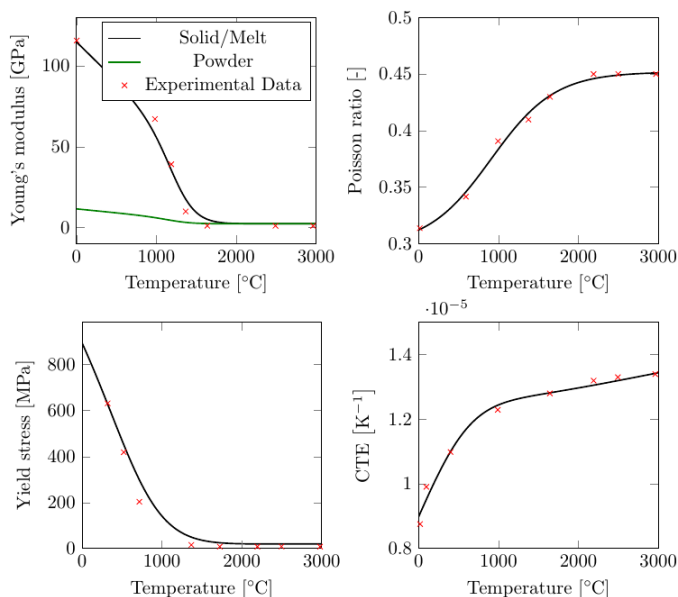 Solid/Melt
Powder
Experimental Data
Young's modulus [GPa]
100
50
0
0 1000 2000 3000
Temperature [°C]
Poisson ratio [-]
0.5
0.45
0.4
0.35
0.3
0 1000 2000 3000
Temperature [°C]
Yield stress [MPa]
800
600
400
200
0
0 1000 2000 3000
Temperature [°C]
·10⁻⁵
CTE [K⁻¹]
1.4
1.2
1
0.8
0 1000 2000 3000
Temperature [°C]